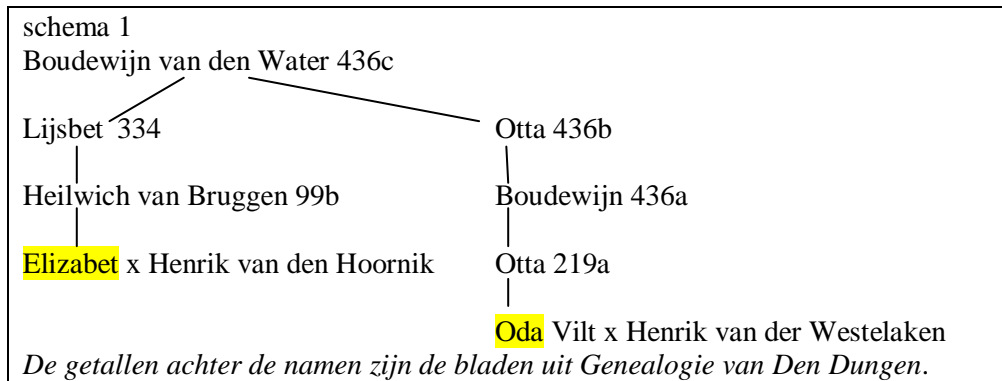 schema 1
Boudewijn van den Water 436c
Lijsbet 334 Otta 436b
Heilwich van Bruggen 99b Boudewijn 436a
Elizabet x Henrik van den Hoornik Otta 219a
Oda Vilt x Henrik van der Westelaken
De getallen achter de namen zijn de bladen uit Genealogie van Den Dungen.